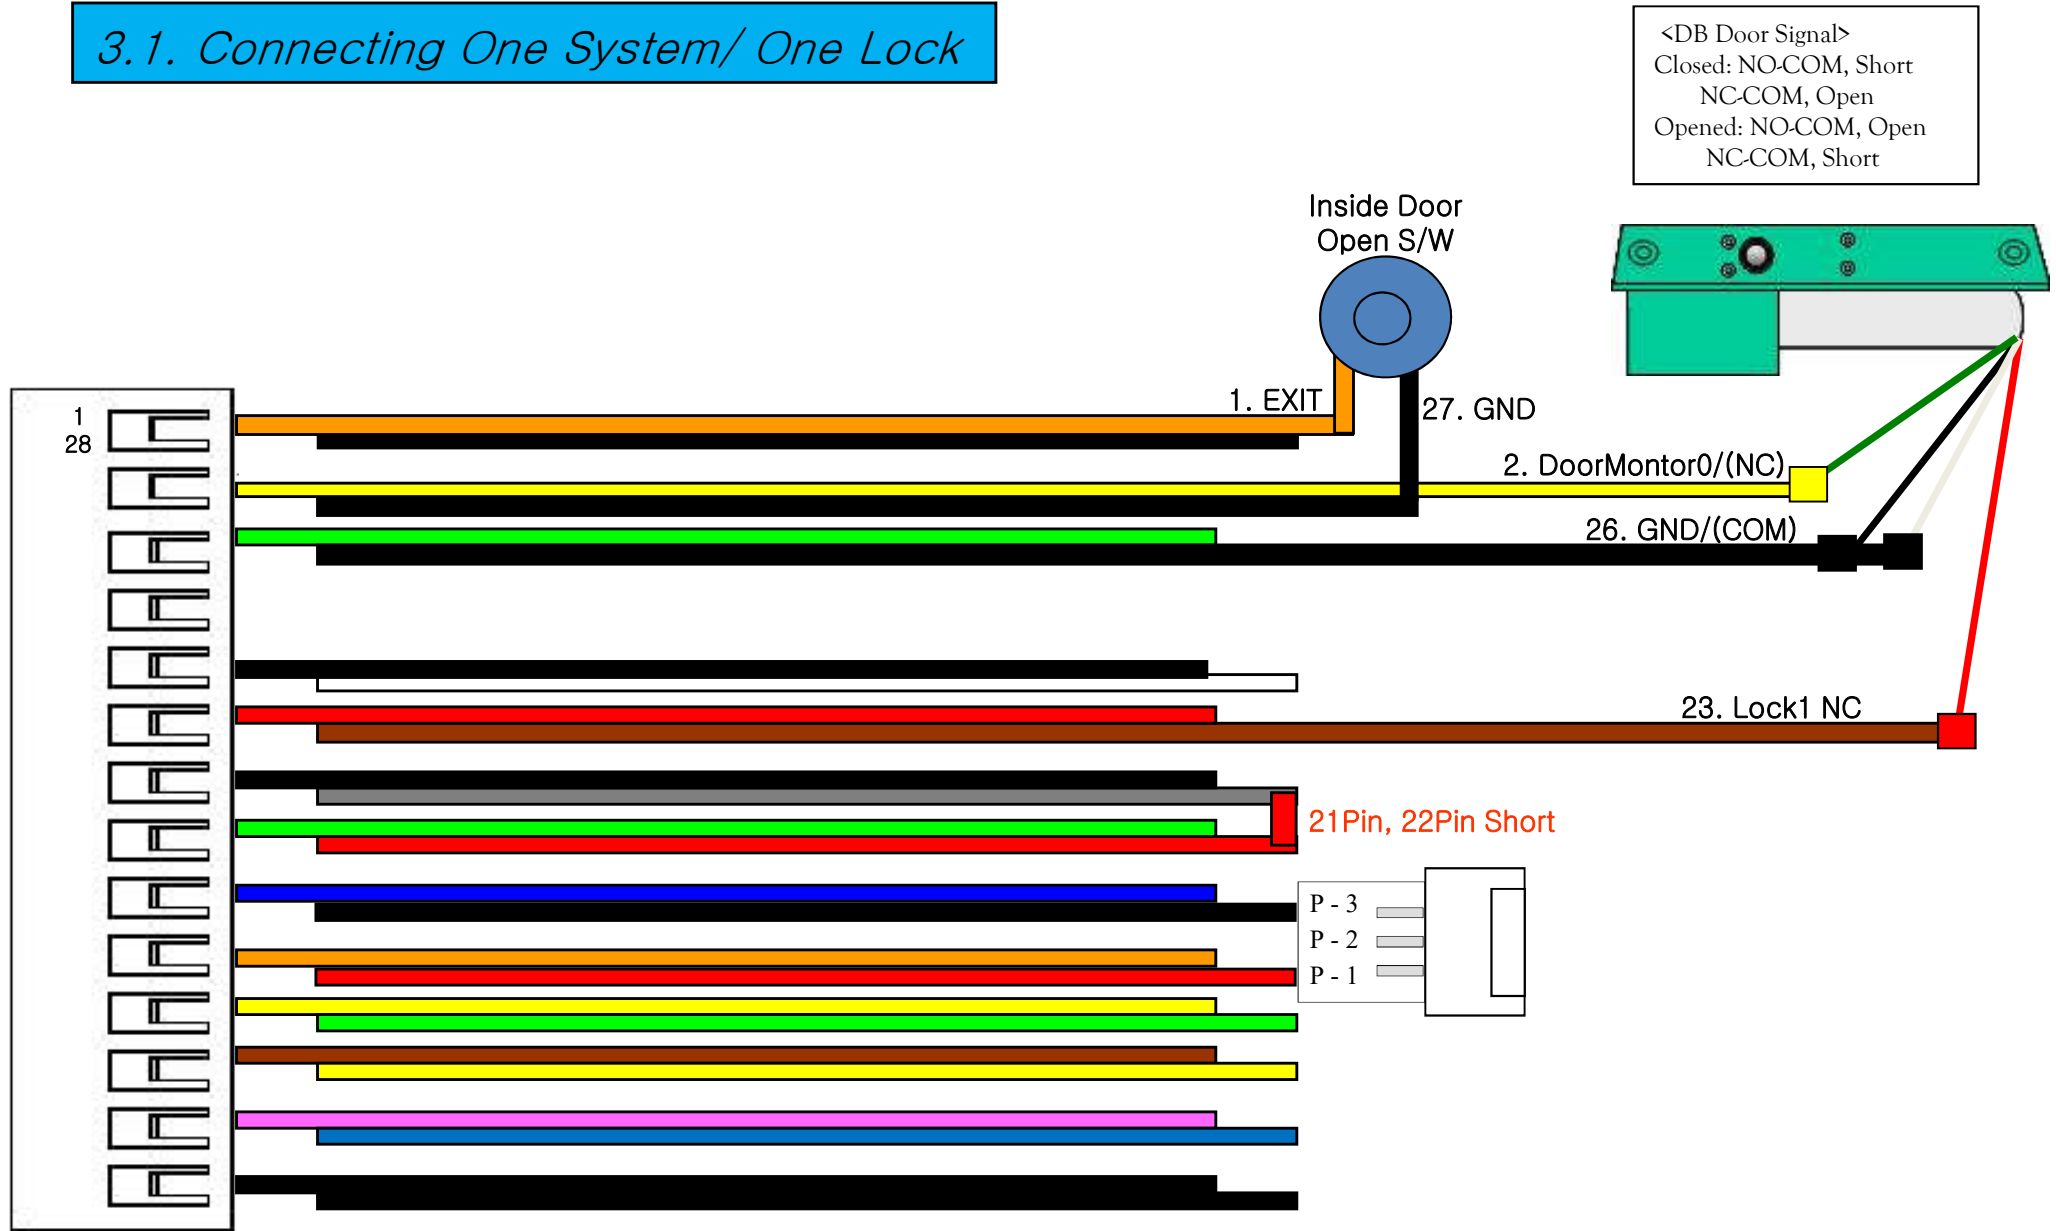 3.1. Connecting One System/ One Lock
<DB Door Signal>
Closed: NO-COM, Short
NC-COM, Open
Opened: NO-COM, Open
NC-COM, Short
Inside Door
Open S/W
1. EXIT
27. GND
1
28
2. DoorMontor0/(NC)
26. GND/(COM)
23. Lock1 NC
21Pin, 22Pin Short
P - 3
P - 2
P - 1